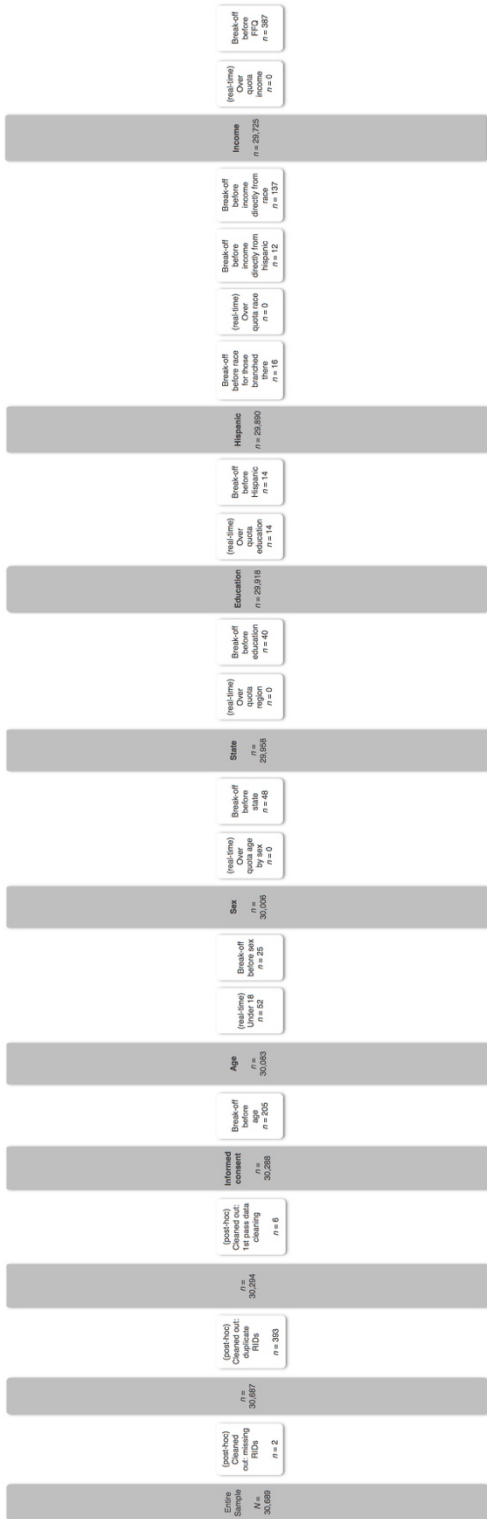 Entire
Sample
N =
30,689
(post-hoc)
Cleaned
out: missing
RIDs
n = 2
n =
30,687
(post-hoc)
Cleaned out:
duplicate
RIDs
n = 393
n =
30,294
(post-hoc)
Cleaned out:
1st pass data
cleaning
n = 6
Informed
consent
n =
30,288
Break-off
before
age
n = 205
Age
n =
30,083
(real-time)
Under 18
n = 52
Break-off
before sex
n = 25
Sex
n =
30,006
(real-time)
Over
quota age
by sex
n = 0
Break-off
before
state
n = 48
State
n =
29,958
(real-time)
Over
quota
region
n = 0
Break-off
before
education
n = 40
Education
n = 29,918
(real-time)
Over
quota
education
n = 14
Break-off
before
Hispanic
n = 14
Hispanic
n = 29,890
Break-off
before race
for those
branched
there
n = 16
(real-time)
Over
quota race
n = 0
Break-off
before
income
directly from
hispanic
n = 12
Break-off
before
income
directly from
race
n = 137
Income
n = 29,725
(real-time)
Over
quota
income
n = 0
Break-off
before
FFQ
n = 387